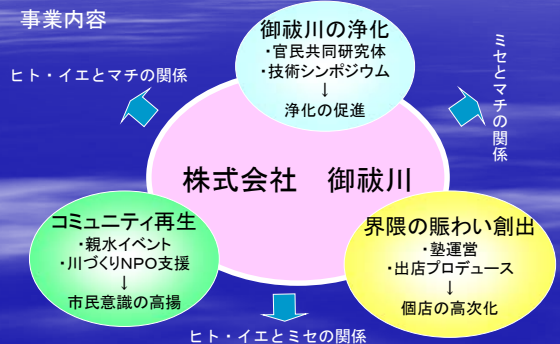 事業内容
御祓川の浄化
・官民共同研究体
・技術シンポジウム
↓
浄化の促進
ヒト・イエとマチの関係
ミセとマチの関係
株式会社　御祓川
コミュニティ再生
・親水イベント
・川づくりNPO支援
↓
市民意識の高揚
界隈の賑わい創出
・塾運営
・出店プロデュース
↓
個店の高次化
ヒト・イエとミセの関係